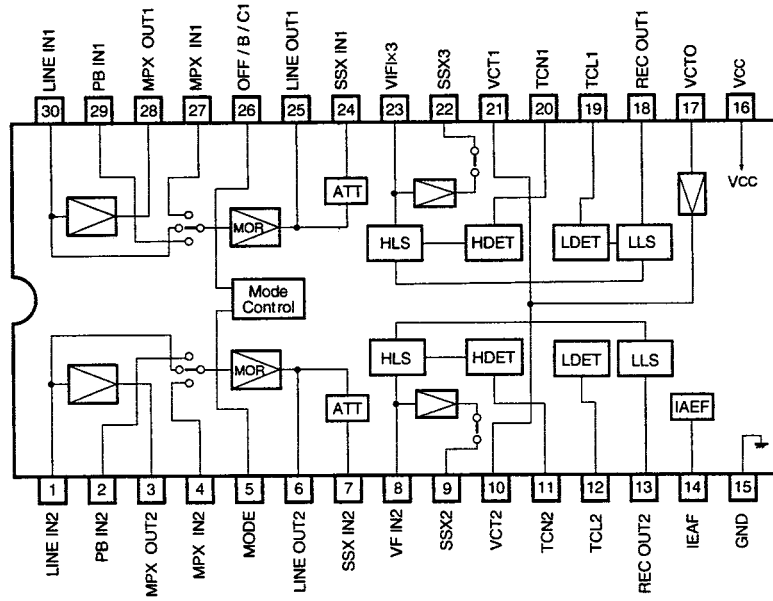 LINE IN1
PB IN1
MPX OUT1
MPX IN1
OFF / B / C1
LINE OUT1
SSX IN1
VIFI×3
SSX3
VCT1
TCN1
TCL1
REC OUT1
VCTO
VCC
30
29
28
27
26
25
24
23
22
21
20
19
18
17
16
VCC
ATT
MOR
HLS
HDET
LDET
LLS
Mode
Control
MOR
HLS
HDET
LDET
LLS
ATT
IAEF
1
2
3
4
5
6
7
8
9
10
11
12
13
14
15
LINE IN2
PB IN2
MPX OUT2
MPX IN2
MODE
LINE OUT2
SSX IN2
VF IN2
SSX2
VCT2
TCN2
TCL2
REC OUT2
IEAF
GND